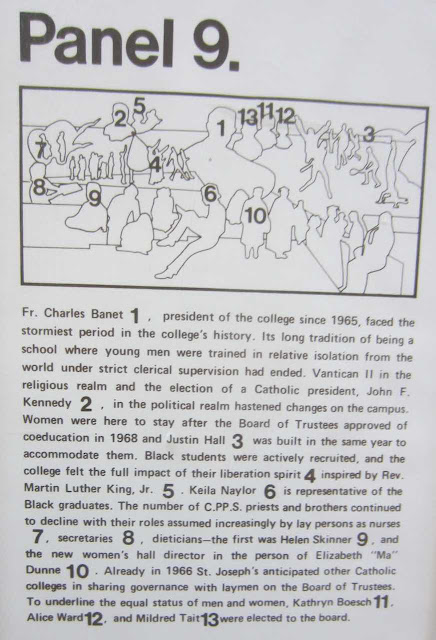 Panel 9.
5
2
13 11 12
1
3
7
4
8
9
6
10
Fr. Charles Banet 1 , president of the college since 1965, faced the
stormiest period in the college's history. Its long tradition of being a
school where young men were trained in relative isolation from the
world under strict clerical supervision had ended. Vantican II in the
religious realm and the election of a Catholic president, John F.
Kennedy 2 , in the political realm hastened changes on the campus.
Women were here to stay after the Board of Trustees approved of
coeducation in 1968 and Justin Hall 3 was built in the same year to
accommodate them. Black students were actively recruited, and the
college felt the full impact of their liberation spirit 4 inspired by Rev.
Martin Luther King, Jr. 5 . Keila Naylor 6 is representative of the
Black graduates. The number of C.PP.S. priests and brothers continued
to decline with their roles assumed increasingly by lay persons as nurses
7 , secretaries 8 , dieticians—the first was Helen Skinner 9 , and
the new women's hall director in the person of Elizabeth "Ma"
Dunne 10 . Already in 1966 St. Joseph's anticipated other Catholic
colleges in sharing governance with laymen on the Board of Trustees.
To underline the equal status of men and women, Kathryn Boesch 11 ,
Alice Ward 12 , and Mildred Tait 13 were elected to the board.